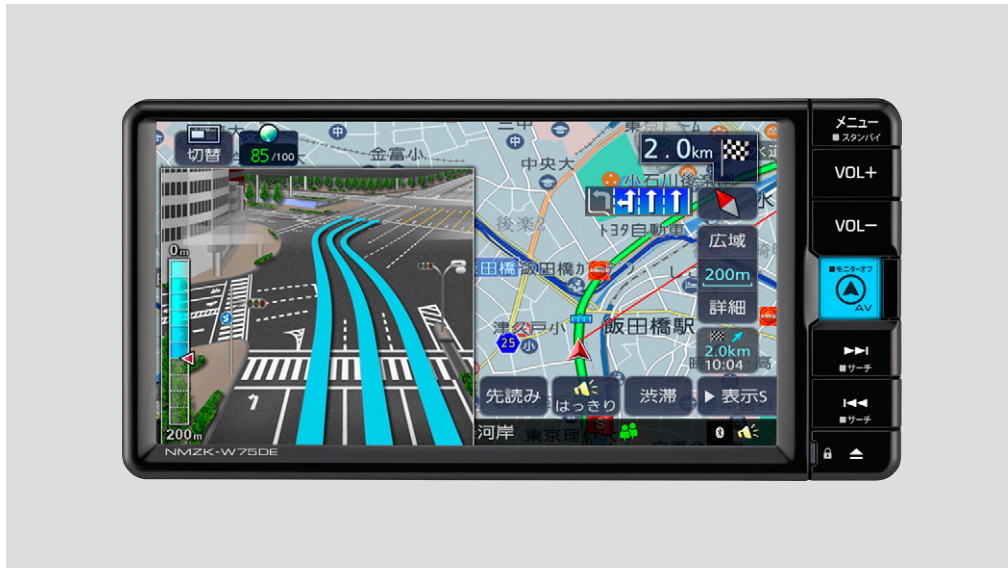 切替
85/100
金富小
中央大
2.0km
小石川後楽
トヨタ自動車
後楽2
広域
200m
詳細
飯田橋
飯田橋駅
津久戸小
25
2.0km
10:04
先読み
はっきり
渋滞
▶ 表示S
河岸
東京理
0m
200m
NMZK-W75DE
メニュー
■ スタンバイ
VOL+
VOL−
■モニターオフ
AV
■サーチ
■サーチ